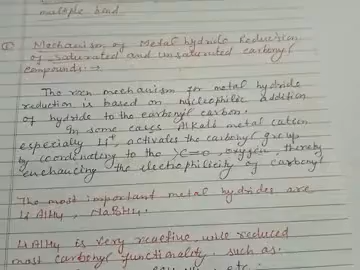 multiple bond
① Mechanism of Metal hydride Reduction
of saturated and unsaturated carbonyl
compounds :→
The main mechanism for metal hydride
reduction is based on nucleophilic addition
of hydride to the carbonyl carbon.
In some cases Alkali metal cation
especially Li⁺, activates the carbonyl group
by coordinating to the >C=O, oxygen, thereby
enhancing the electrophilicity of carbonyl
The most important metal hydrides are
LiAlH4, NaBH4.
LiAlH4 is very reactive, will reduced
most carbonyl functionality, such as.
etc.